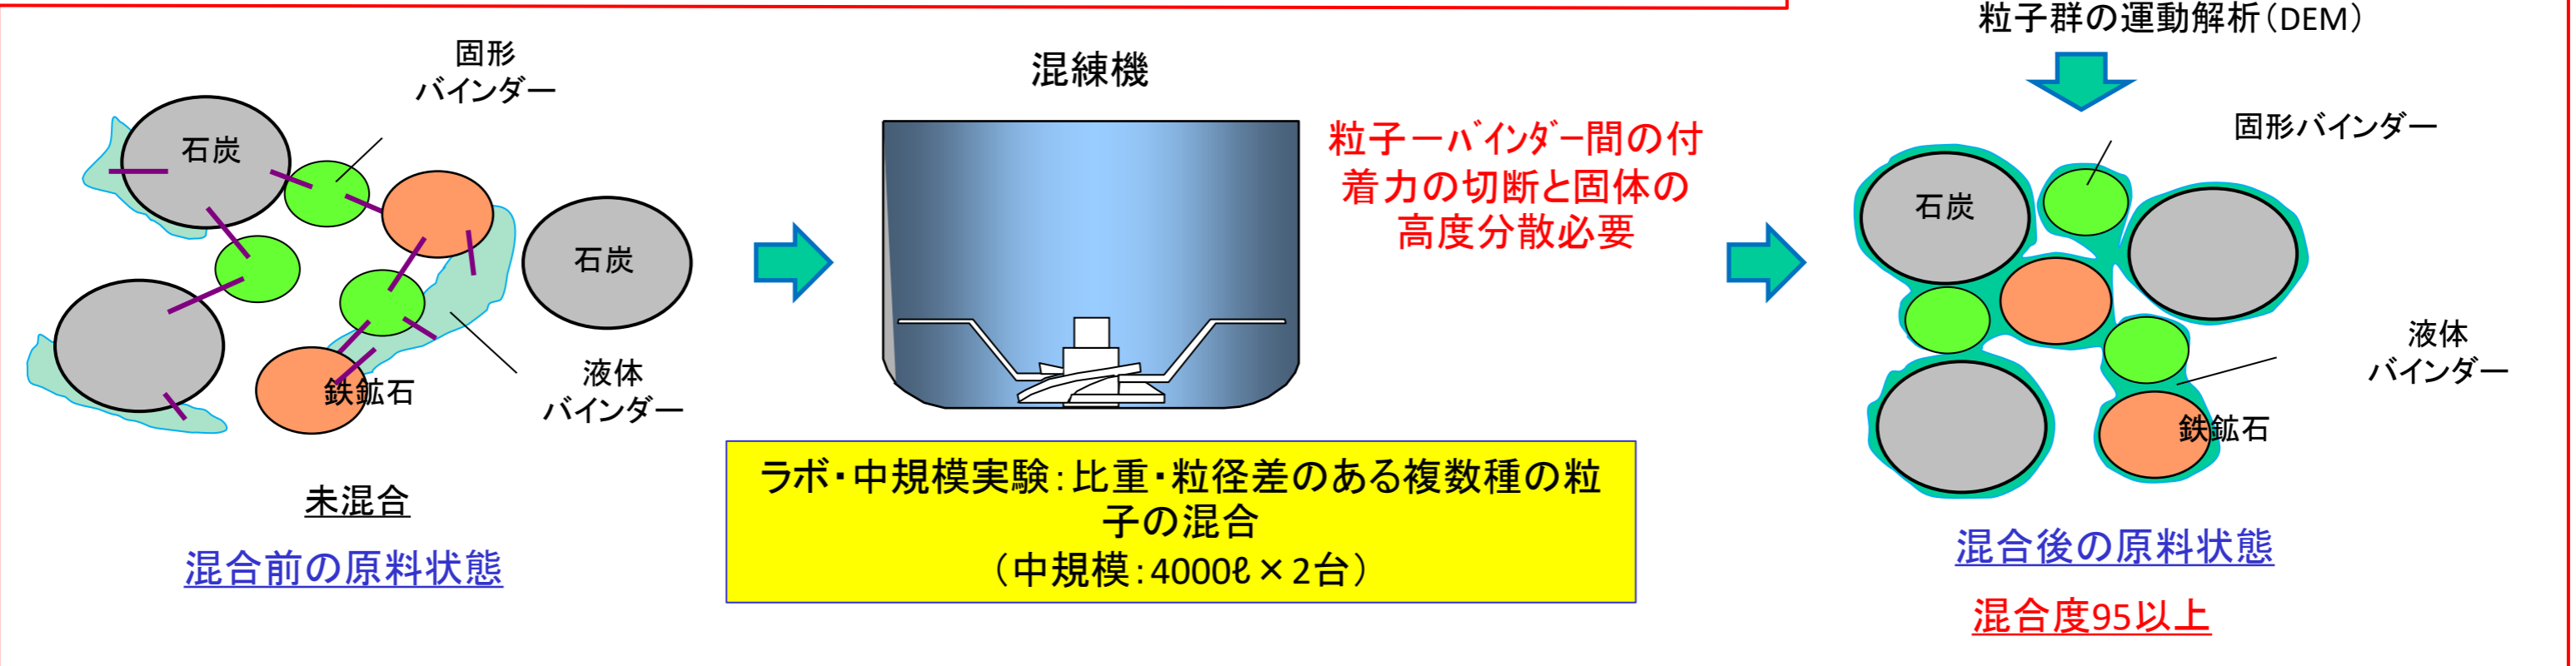 粒子群の運動解析(DEM)
固形
バインダー
石炭
石炭
鉄鉱石
液体
バインダー
未混合
混合前の原料状態
混練機
粒子ーバインダー間の付
着力の切断と固体の
高度分散必要
ラボ・中規模実験:比重・粒径差のある複数種の粒
子の混合
(中規模:4000ℓ×2台)
固形バインダー
石炭
液体
バインダー
鉄鉱石
混合後の原料状態
混合度95以上